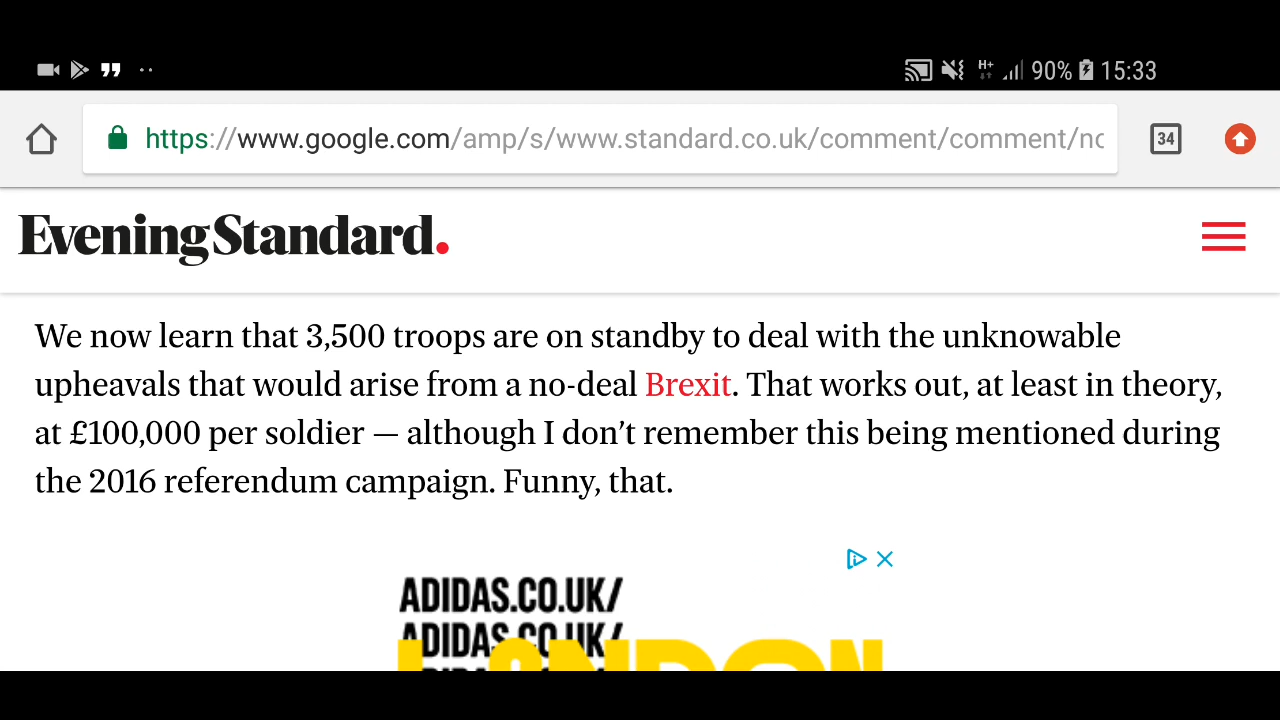 H+ 90% 15:33
https://www.google.com/amp/s/www.standard.co.uk/comment/comment/no 34
Evening Standard.
We now learn that 3,500 troops are on standby to deal with the unknowable
upheavals that would arise from a no-deal Brexit. That works out, at least in theory,
at £100,000 per soldier — although I don’t remember this being mentioned during
the 2016 referendum campaign. Funny, that.
ADIDAS.CO.UK/
ADIDAS.CO.UK/
LONDON